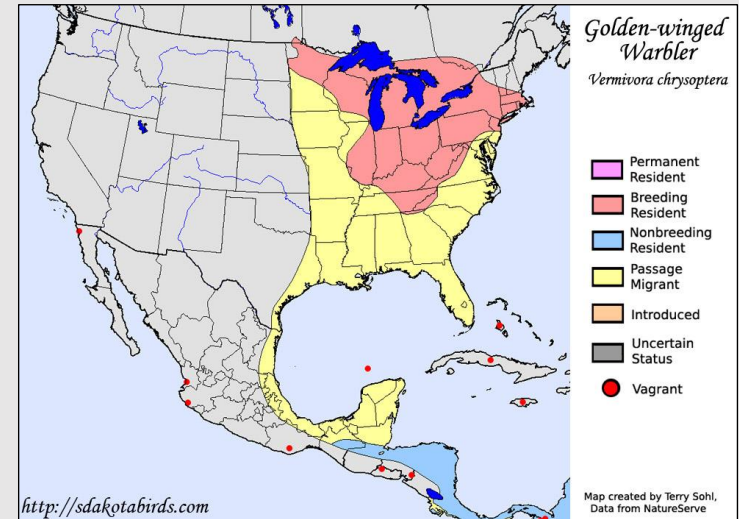 Golden-winged
Warbler
Vermivora chrysoptera
Permanent
Resident
Breeding
Resident
Nonbreeding
Resident
Passage
Migrant
Introduced
Uncertain
Status
Vagrant
Map created by Terry Sohl,
Data from NatureServe
http://sdakotabirds.com